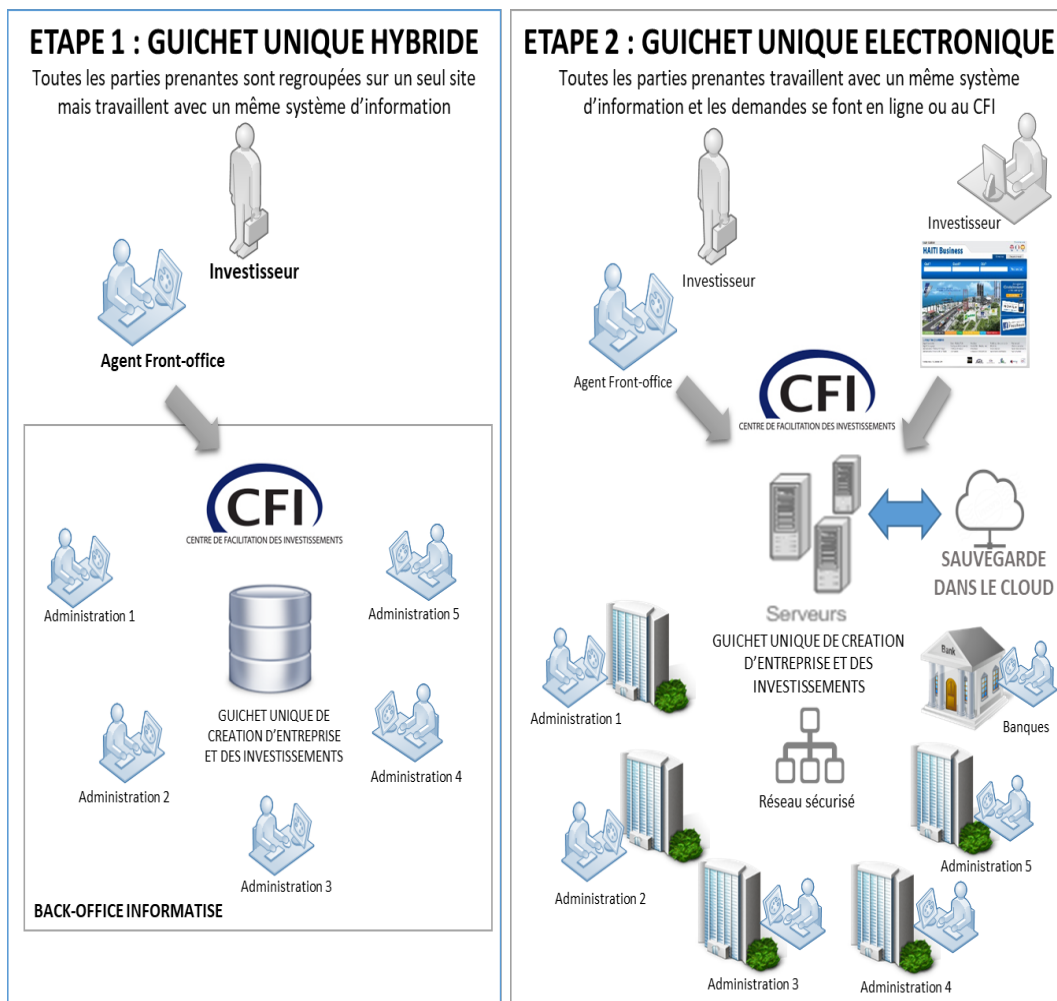 ETAPE 1 : GUICHET UNIQUE HYBRIDE
Toutes les parties prenantes sont regroupées sur un seul site
mais travaillent avec un même système d'information
Investisseur
Agent Front-office
CFI
CENTRE DE FACILITATION DES INVESTISSEMENTS
Administration 1
Administration 5
GUICHET UNIQUE DE
CREATION D'ENTREPRISE
ET DES INVESTISSEMENTS
Administration 2
Administration 4
Administration 3
BACK-OFFICE INFORMATISE
ETAPE 2 : GUICHET UNIQUE ELECTRONIQUE
Toutes les parties prenantes travaillent avec un même système
d'information et les demandes se font en ligne ou au CFI
Investisseur
Investisseur
HAITI Business
Agent Front-office
CFI
CENTRE DE FACILITATION DES INVESTISSEMENTS
SAUVEGARDE
DANS LE CLOUD
Serveurs
GUICHET UNIQUE DE CREATION
D'ENTREPRISE ET DES
INVESTISSEMENTS
Bank
Administration 1
Banques
Réseau sécurisé
Administration 2
Administration 5
Administration 3
Administration 4